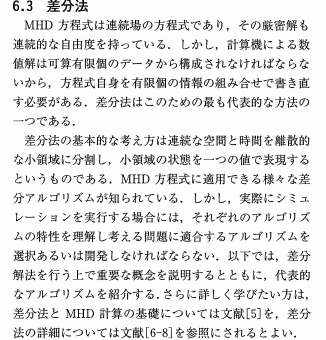 6.3 差分法
MHD 方程式は連続場の方程式であり，その厳密解も
連続的な自由度を持っている．しかし，計算機による数
値解は可算有限個のデータから構成されなければならな
いから，方程式自身を有限個の情報の組み合せで書き直
す必要がある．差分法はこのための最も代表的な方法の
一つである．
差分法の基本的な考え方は連続な空間と時間を離散的
な小領域に分割し，小領域の状態を一つの値で表現する
というものである．MHD 方程式に適用できる様々な差
分アルゴリズムが知られている．しかし，実際にシミュ
レーションを実行する場合には，それぞれのアルゴリズ
ムの特性を理解し考える問題に適合するアルゴリズムを
選択あるいは開発しなければならない．以下では，差分
解法を行う上で重要な概念を説明するとともに，代表的
なアルゴリズムを紹介する．さらに詳しく学びたい方は，
差分法と MHD 計算の基礎については文献[5]を，差分
法の詳細については文献[6-8]を参照にされるとよい．